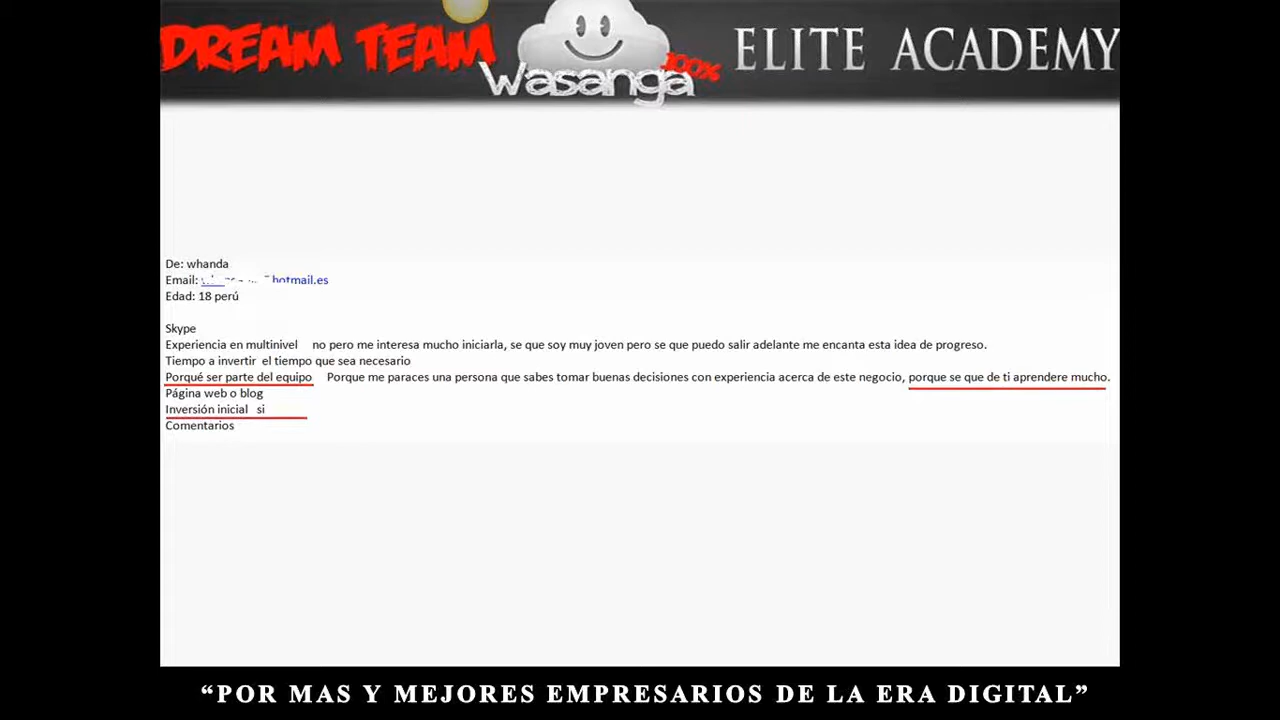 DREAM TEAM Wasanga 100% ELITE ACADEMY
De: whanda
Email: hotmail.es
Edad: 18 perú
Skype
Experiencia en multinivel no pero me interesa mucho iniciarla, se que soy muy joven pero se que puedo salir adelante me encanta esta idea de progreso.
Tiempo a invertir el tiempo que sea necesario
Porqué ser parte del equipo Porque me paraces una persona que sabes tomar buenas decisiones con experiencia acerca de este negocio, porque se que de ti aprendere mucho.
Página web o blog
Inversión inicial si
Comentarios
“POR MAS Y MEJORES EMPRESARIOS DE LA ERA DIGITAL”